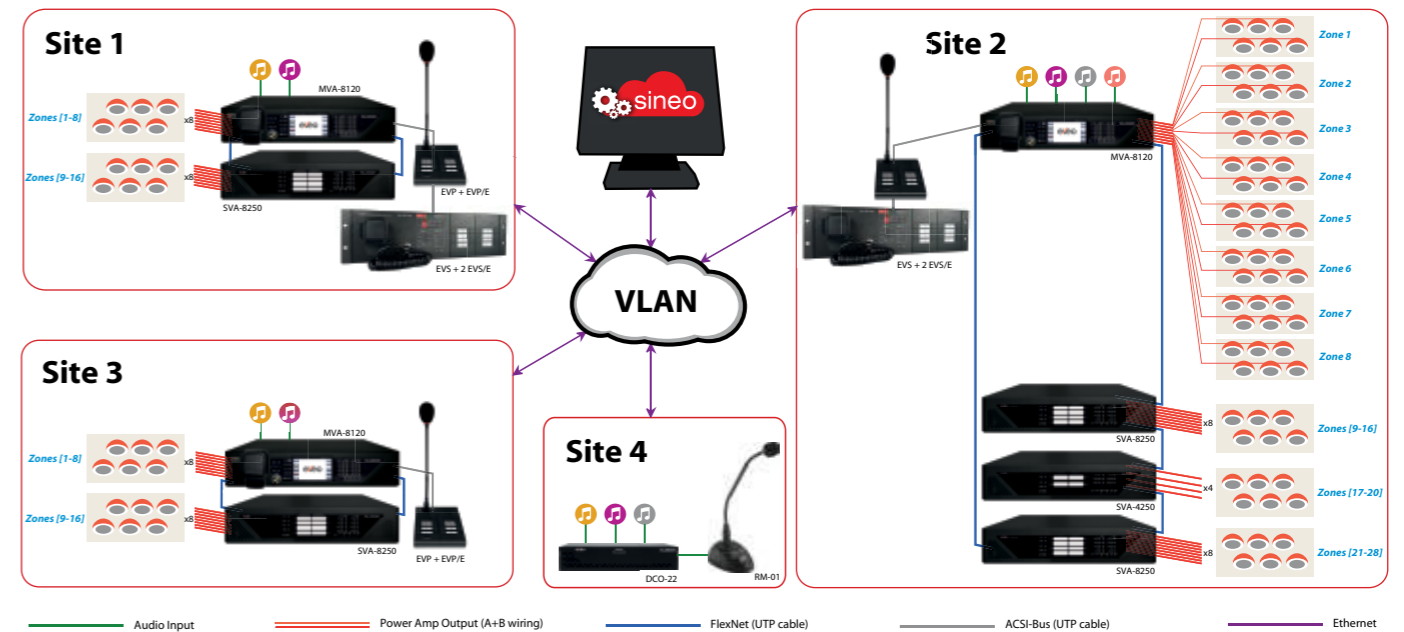 Site 1
MVA-8120
Zones [1-8]
x8
Zones [9-16]
x8
SVA-8250
EVP + EVP/E
EVS + 2 EVS/E
sineo
VLAN
Site 2
MVA-8120
EVS + 2 EVS/E
Zone 1
Zone 2
Zone 3
Zone 4
Zone 5
Zone 6
Zone 7
Zone 8
x8
Zones [9-16]
SVA-8250
x4
Zones [17-20]
SVA-4250
x8
Zones [21-28]
SVA-8250
Site 3
MVA-8120
Zones [1-8]
x8
Zones [9-16]
x8
SVA-8250
EVP + EVP/E
Site 4
DCO-22
RM-01
Audio Input
Power Amp Output (A+B wiring)
FlexNet (UTP cable)
ACSI-Bus (UTP cable)
Ethernet